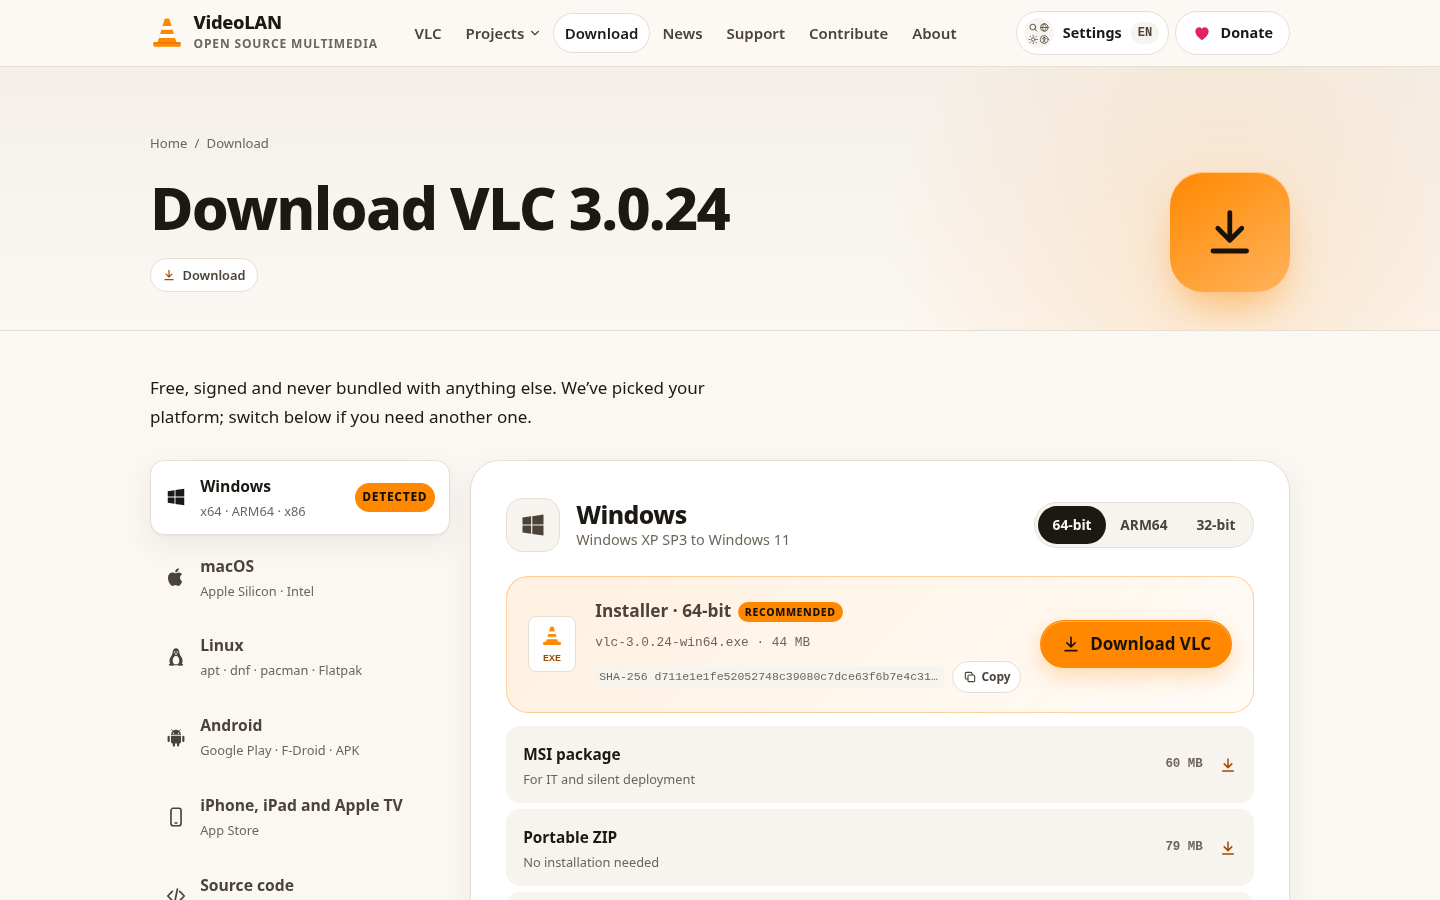 VideoLAN
OPEN SOURCE MULTIMEDIA
VLC
Projects
Download
News
Support
Contribute
About
Settings
EN
Donate
Home / Download
Download VLC 3.0.24
Download
Free, signed and never bundled with anything else. We’ve picked your
platform; switch below if you need another one.
Windows
x64 · ARM64 · x86
DETECTED
macOS
Apple Silicon · Intel
Linux
apt · dnf · pacman · Flatpak
Android
Google Play · F-Droid · APK
iPhone, iPad and Apple TV
App Store
Source code
Windows
Windows XP SP3 to Windows 11
64-bit
ARM64
32-bit
EXE
Installer · 64-bit
RECOMMENDED
vlc-3.0.24-win64.exe · 44 MB
SHA-256 d711e1e1fe52052748c39080c7dce63f6b7e4c31…
Copy
Download VLC
MSI package
For IT and silent deployment
60 MB
Portable ZIP
No installation needed
79 MB